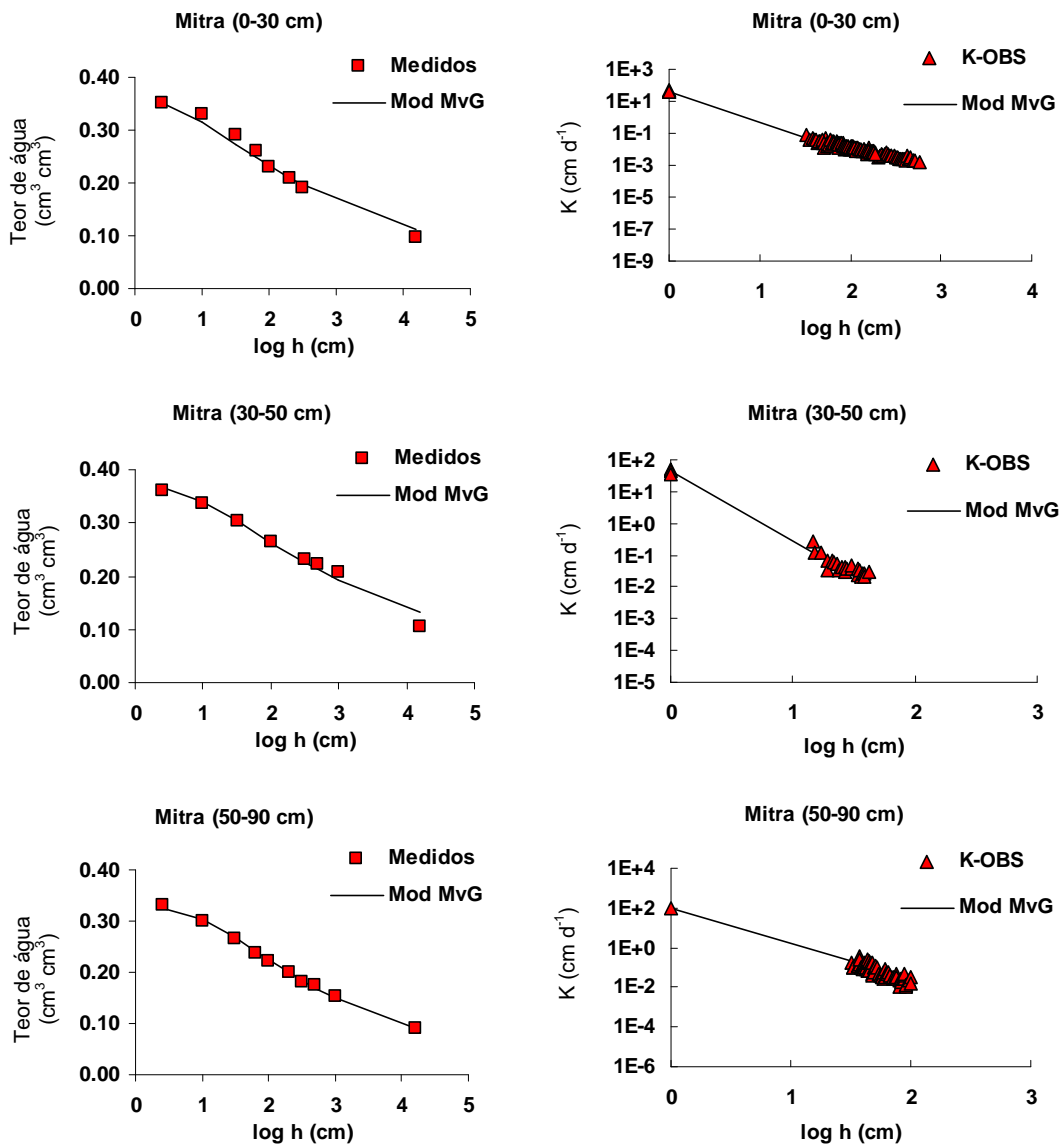 Mitra (0-30 cm)
Medidos
Mod MvG
0.40
0.30
0.20
0.10
0.00
Teor de água
(cm³ cm³)
0 1 2 3 4 5
log h (cm)
Mitra (0-30 cm)
K-OBS
Mod MvG
1E+3
1E+1
1E-1
1E-3
1E-5
1E-7
1E-9
K (cm d⁻¹)
0 1 2 3 4
log h (cm)
Mitra (30-50 cm)
Medidos
Mod MvG
0.40
0.30
0.20
0.10
0.00
Teor de água
(cm³ cm³)
0 1 2 3 4 5
log h (cm)
Mitra (30-50 cm)
K-OBS
Mod MvG
1E+2
1E+1
1E+0
1E-1
1E-2
1E-3
1E-4
1E-5
K (cm d⁻¹)
0 1 2 3
log h (cm)
Mitra (50-90 cm)
Medidos
Mod MvG
0.40
0.30
0.20
0.10
0.00
Teor de água
(cm³ cm³)
0 1 2 3 4 5
log h (cm)
Mitra (50-90 cm)
K-OBS
Mod MvG
1E+4
1E+2
1E+0
1E-2
1E-4
1E-6
K (cm d⁻¹)
0 1 2 3
log h (cm)